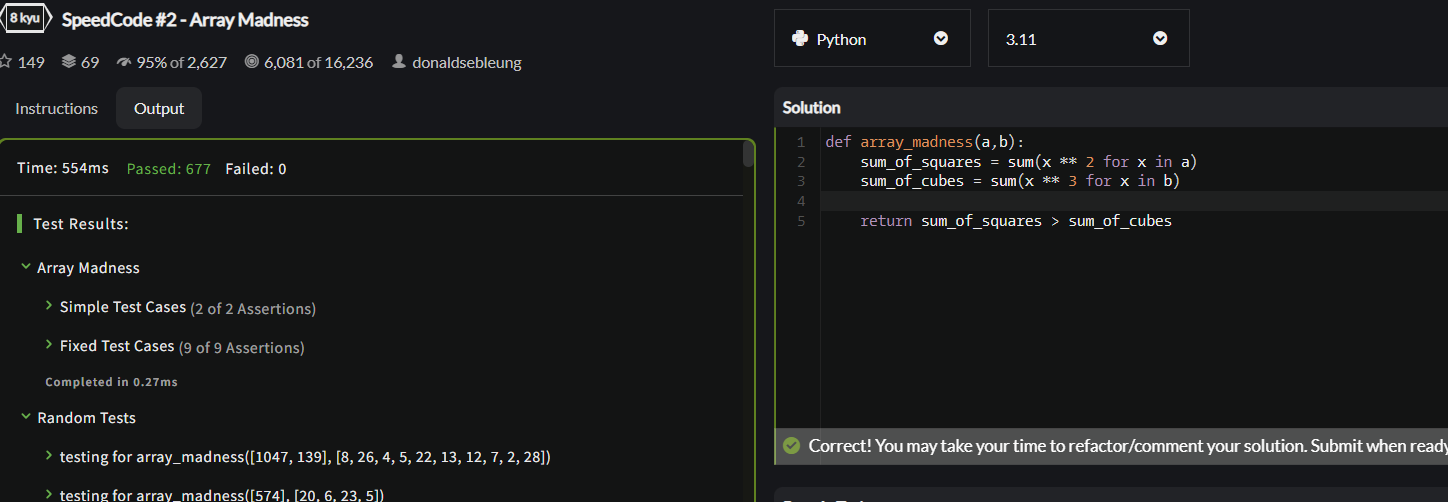 8 kyu SpeedCode #2 - Array Madness
149 69 95% of 2,627 6,081 of 16,236 donaldsebleung
Instructions Output
Time: 554ms Passed: 677 Failed: 0
Test Results:
Array Madness
Simple Test Cases (2 of 2 Assertions)
Fixed Test Cases (9 of 9 Assertions)
Completed in 0.27ms
Random Tests
testing for array_madness([1047, 139], [8, 26, 4, 5, 22, 13, 12, 7, 2, 28])
testing for array_madness([574], [20, 6, 23, 5])
Python 3.11
Solution
1 def array_madness(a,b):
2 sum_of_squares = sum(x ** 2 for x in a)
3 sum_of_cubes = sum(x ** 3 for x in b)
4
5 return sum_of_squares > sum_of_cubes
Correct! You may take your time to refactor/comment your solution. Submit when ready